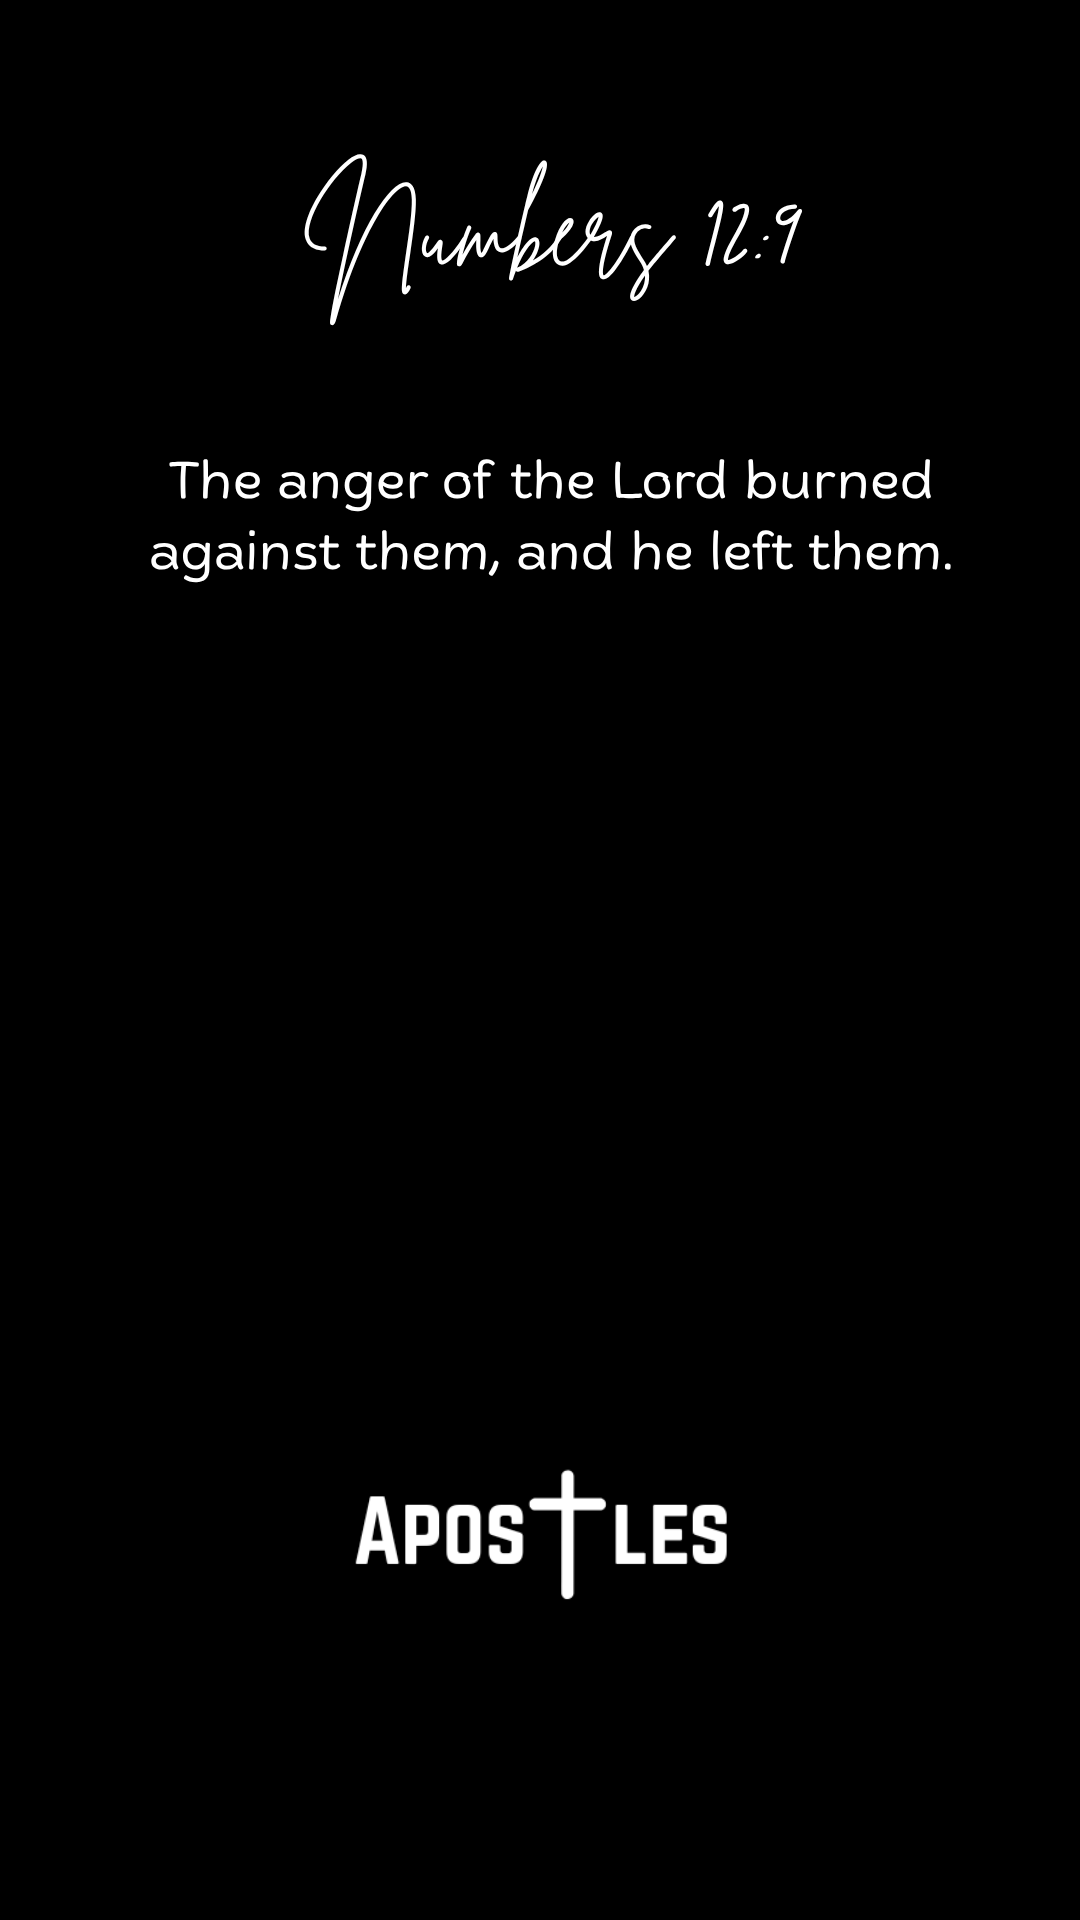 Numbers 12:9
The anger of the Lord burned
against them, and he left them.
APOSTLES